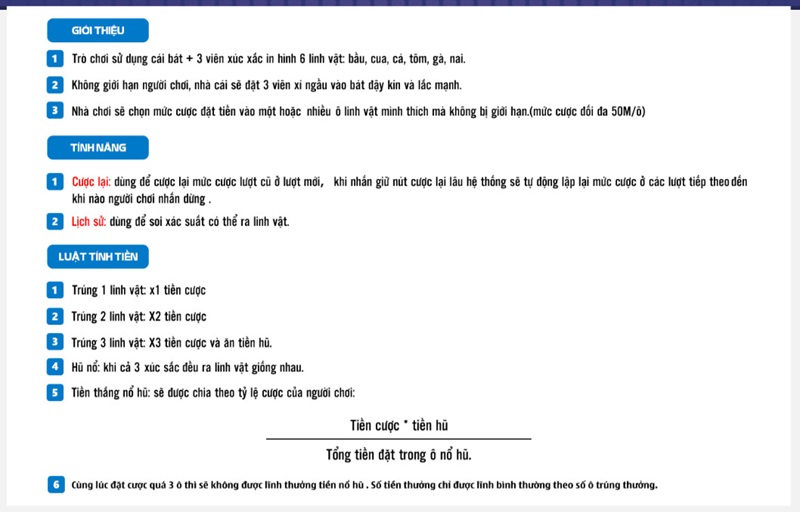 GIỚI THIỆU
1 Trò chơi sử dụng cái bát + 3 viên xúc xắc in hình 6 linh vật: bầu, cua, cá, tôm, gà, nai.
2 Không giới hạn người chơi, nhà cái sẽ đặt 3 viên xí ngầu vào bát đậy kín và lắc mạnh.
3 Nhà chơi sẽ chọn mức cược đặt tiền vào một hoặc nhiều ô linh vật mình thích mà không bị giới hạn.(mức cược đối đa 50M/ô)
TÍNH NĂNG
1 Cược lại: dùng để cược lại mức cược lượt cũ ở lượt mới, khi nhấn giữ nút cược lại lâu hệ thống sẽ tự động lập lại mức cược ở các lượt tiếp theo đến
khi nào người chơi nhấn dừng .
2 Lịch sử: dùng để soi xác suất có thể ra linh vật.
LUẬT TÍNH TIỀN
1 Trúng 1 linh vật: x1 tiền cược
2 Trúng 2 linh vật: X2 tiền cược
3 Trúng 3 linh vật: X3 tiền cược và ăn tiền hũ.
4 Hũ nổ: khi cả 3 xúc sắc đều ra linh vật giống nhau.
5 Tiền thắng nổ hũ: sẽ được chia theo tỷ lệ cược của người chơi:
Tiền cược * tiền hũ
Tổng tiền đặt trong ô nổ hũ.
6 Cùng lúc đặt cược quá 3 ô thì sẽ không được lĩnh thưởng tiền nổ hũ . Số tiền thưởng chỉ được lĩnh bình thường theo số ô trúng thưởng.